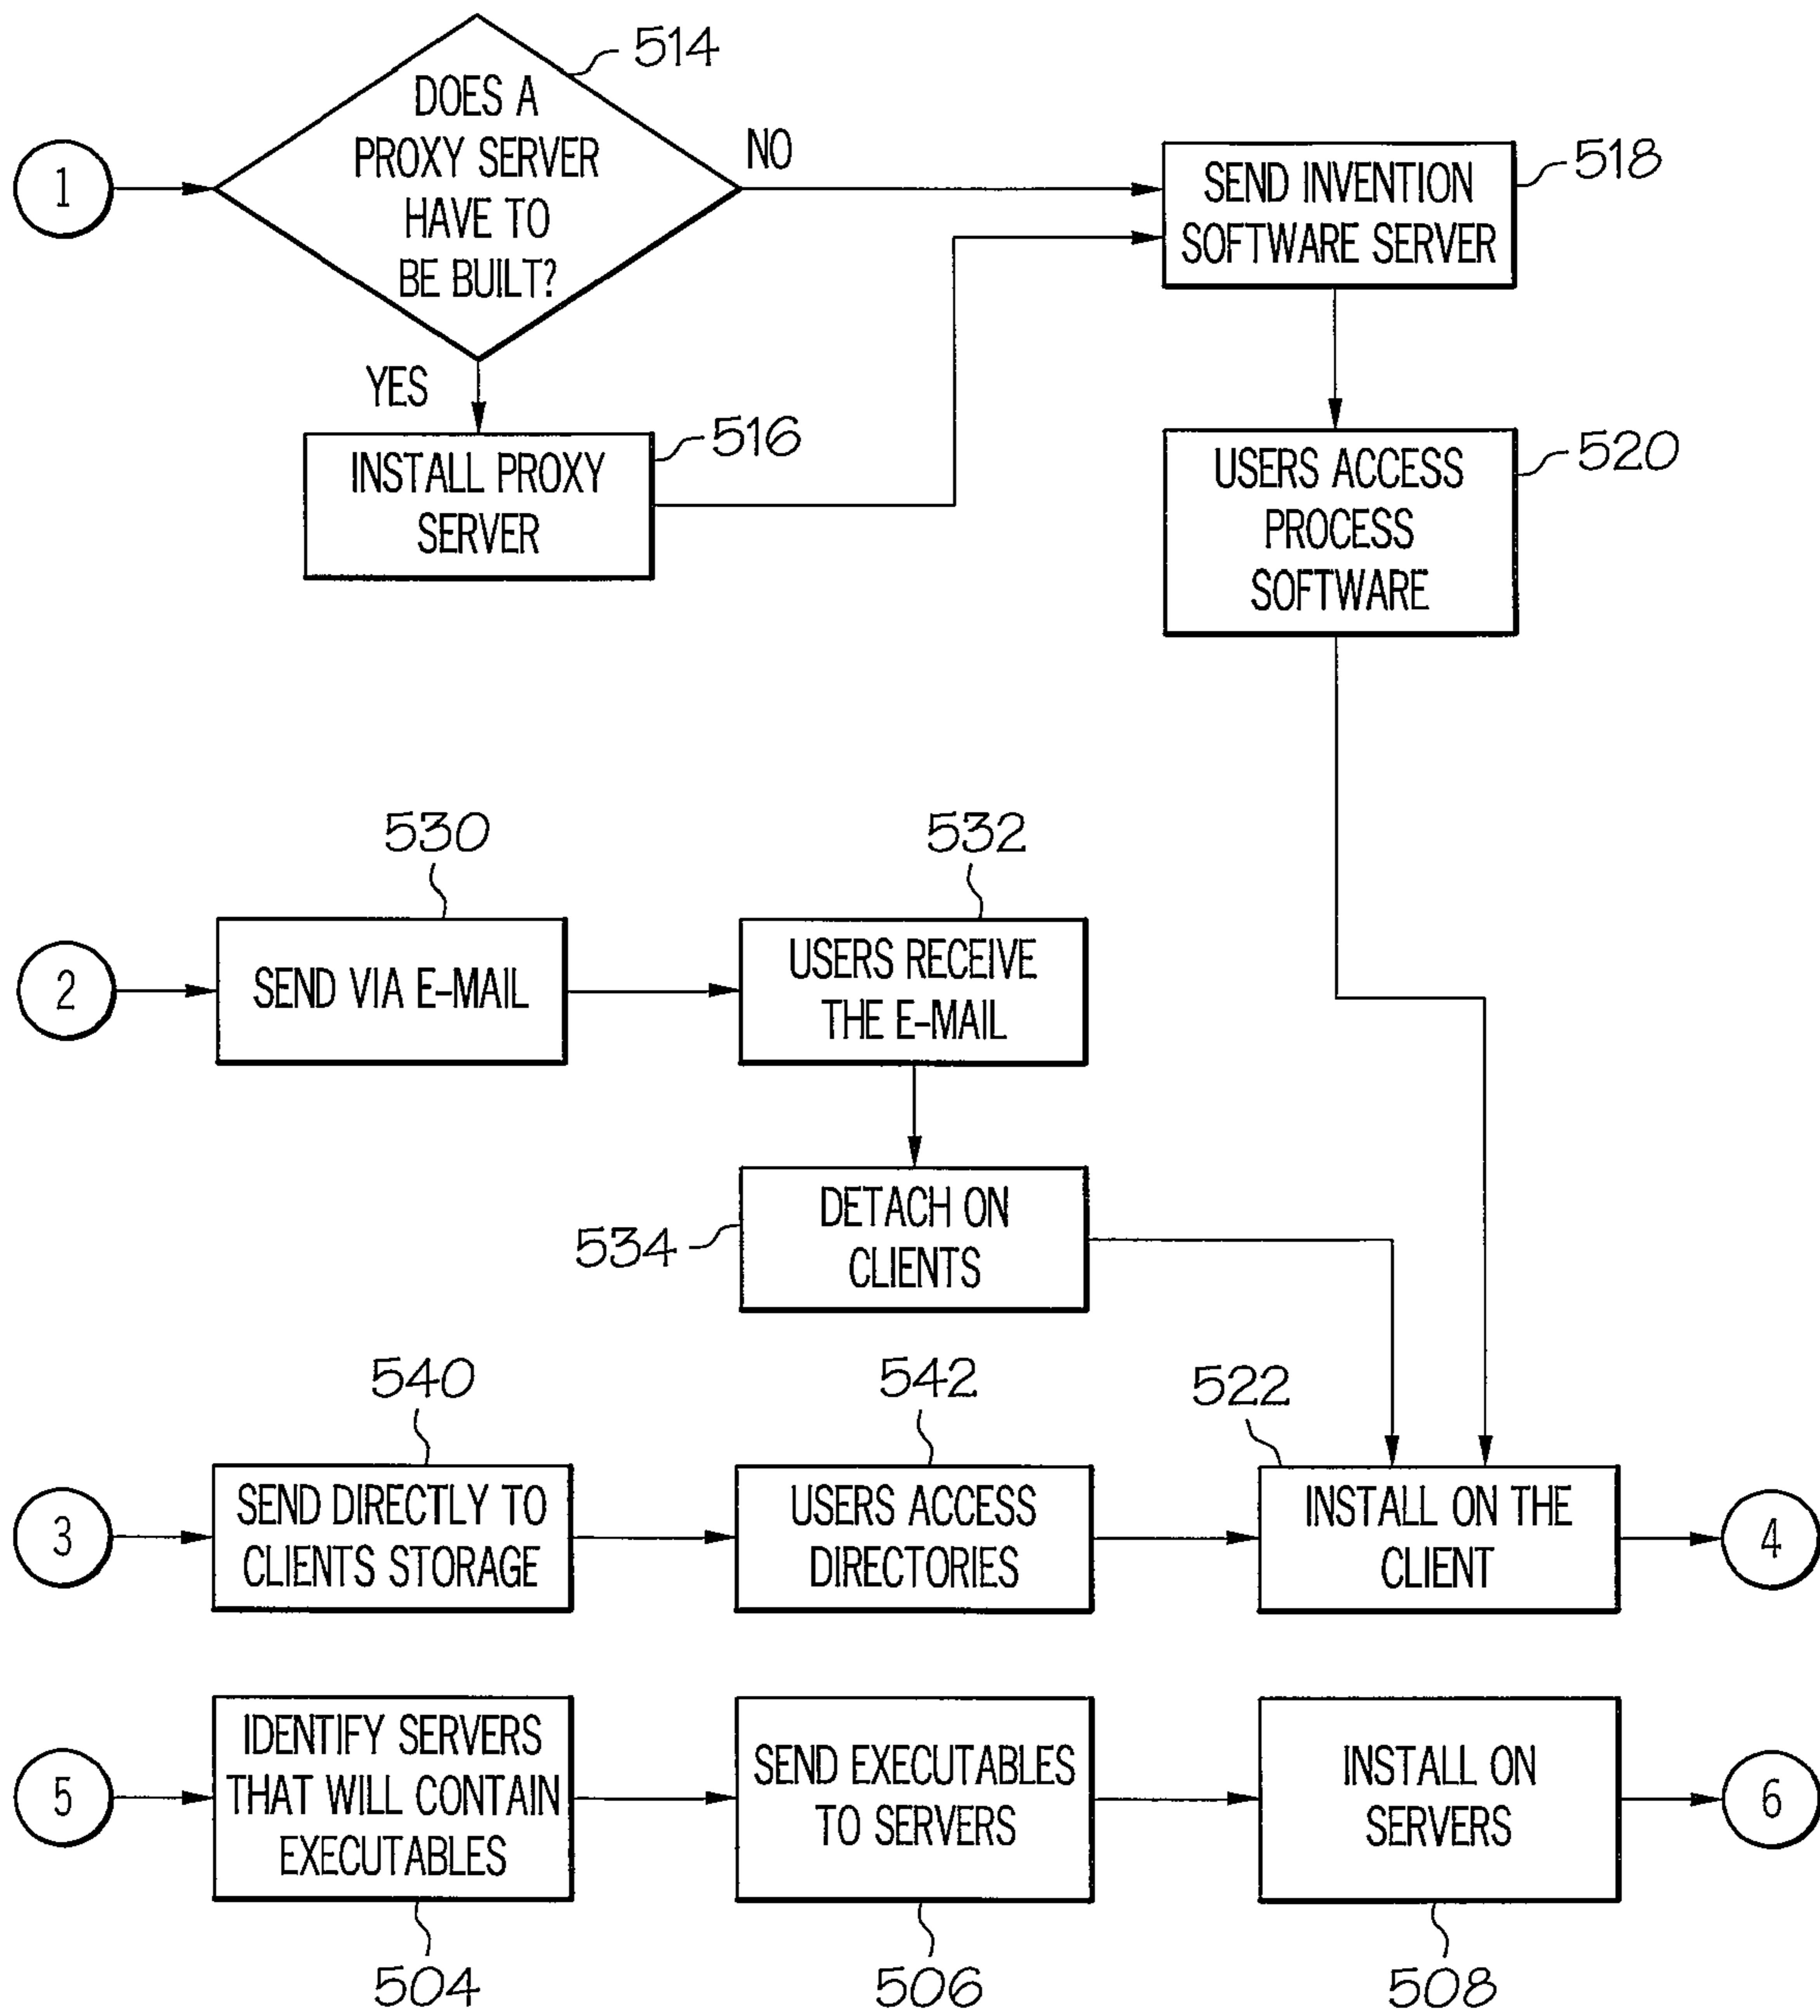 514
DOES A
PROXY SERVER
HAVE TO
BE BUILT?
1
NO
SEND INVENTION
SOFTWARE SERVER
518
YES
INSTALL PROXY
SERVER
516
USERS ACCESS
PROCESS
SOFTWARE
520
530
532
2
SEND VIA E-MAIL
USERS RECEIVE
THE E-MAIL
DETACH ON
CLIENTS
534
540
542
522
3
SEND DIRECTLY TO
CLIENTS STORAGE
USERS ACCESS
DIRECTORIES
INSTALL ON THE
CLIENT
4
5
IDENTIFY SERVERS
THAT WILL CONTAIN
EXECUTABLES
SEND EXECUTABLES
TO SERVERS
INSTALL ON
SERVERS
6
504
506
508